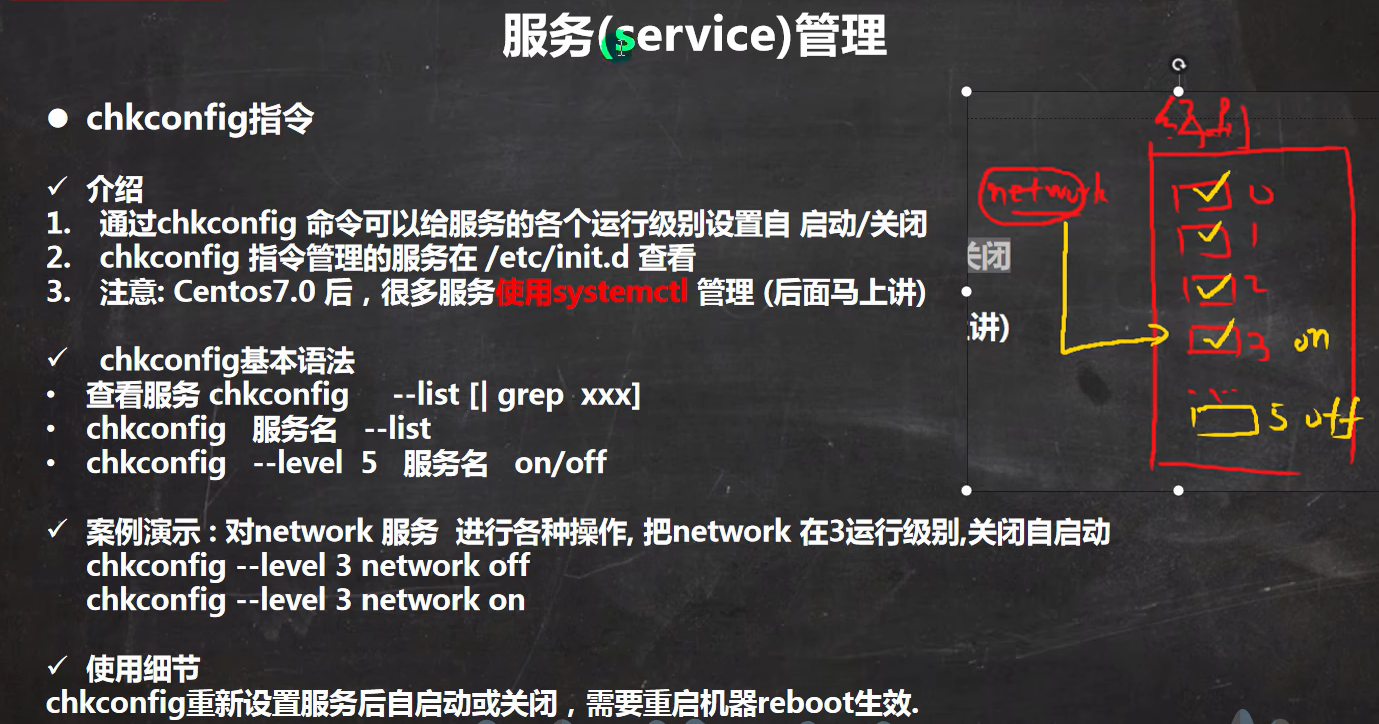 服务(service)管理
● chkconfig指令
✓ 介绍
1. 通过chkconfig 命令可以给服务的各个运行级别设置自 启动/关闭
2. chkconfig 指令管理的服务在 /etc/init.d 查看
3. 注意: Centos7.0 后，很多服务使用systemctl 管理 (后面马上讲)
✓ chkconfig基本语法
• 查看服务 chkconfig --list [| grep xxx]
• chkconfig 服务名 --list
• chkconfig --level 5 服务名 on/off
✓ 案例演示 : 对network 服务 进行各种操作, 把network 在3运行级别,关闭自启动
chkconfig --level 3 network off
chkconfig --level 3 network on
✓ 使用细节
chkconfig重新设置服务后自启动或关闭，需要重启机器reboot生效.
关闭
讲)
级别
network
0
1
2
3 on
5 off